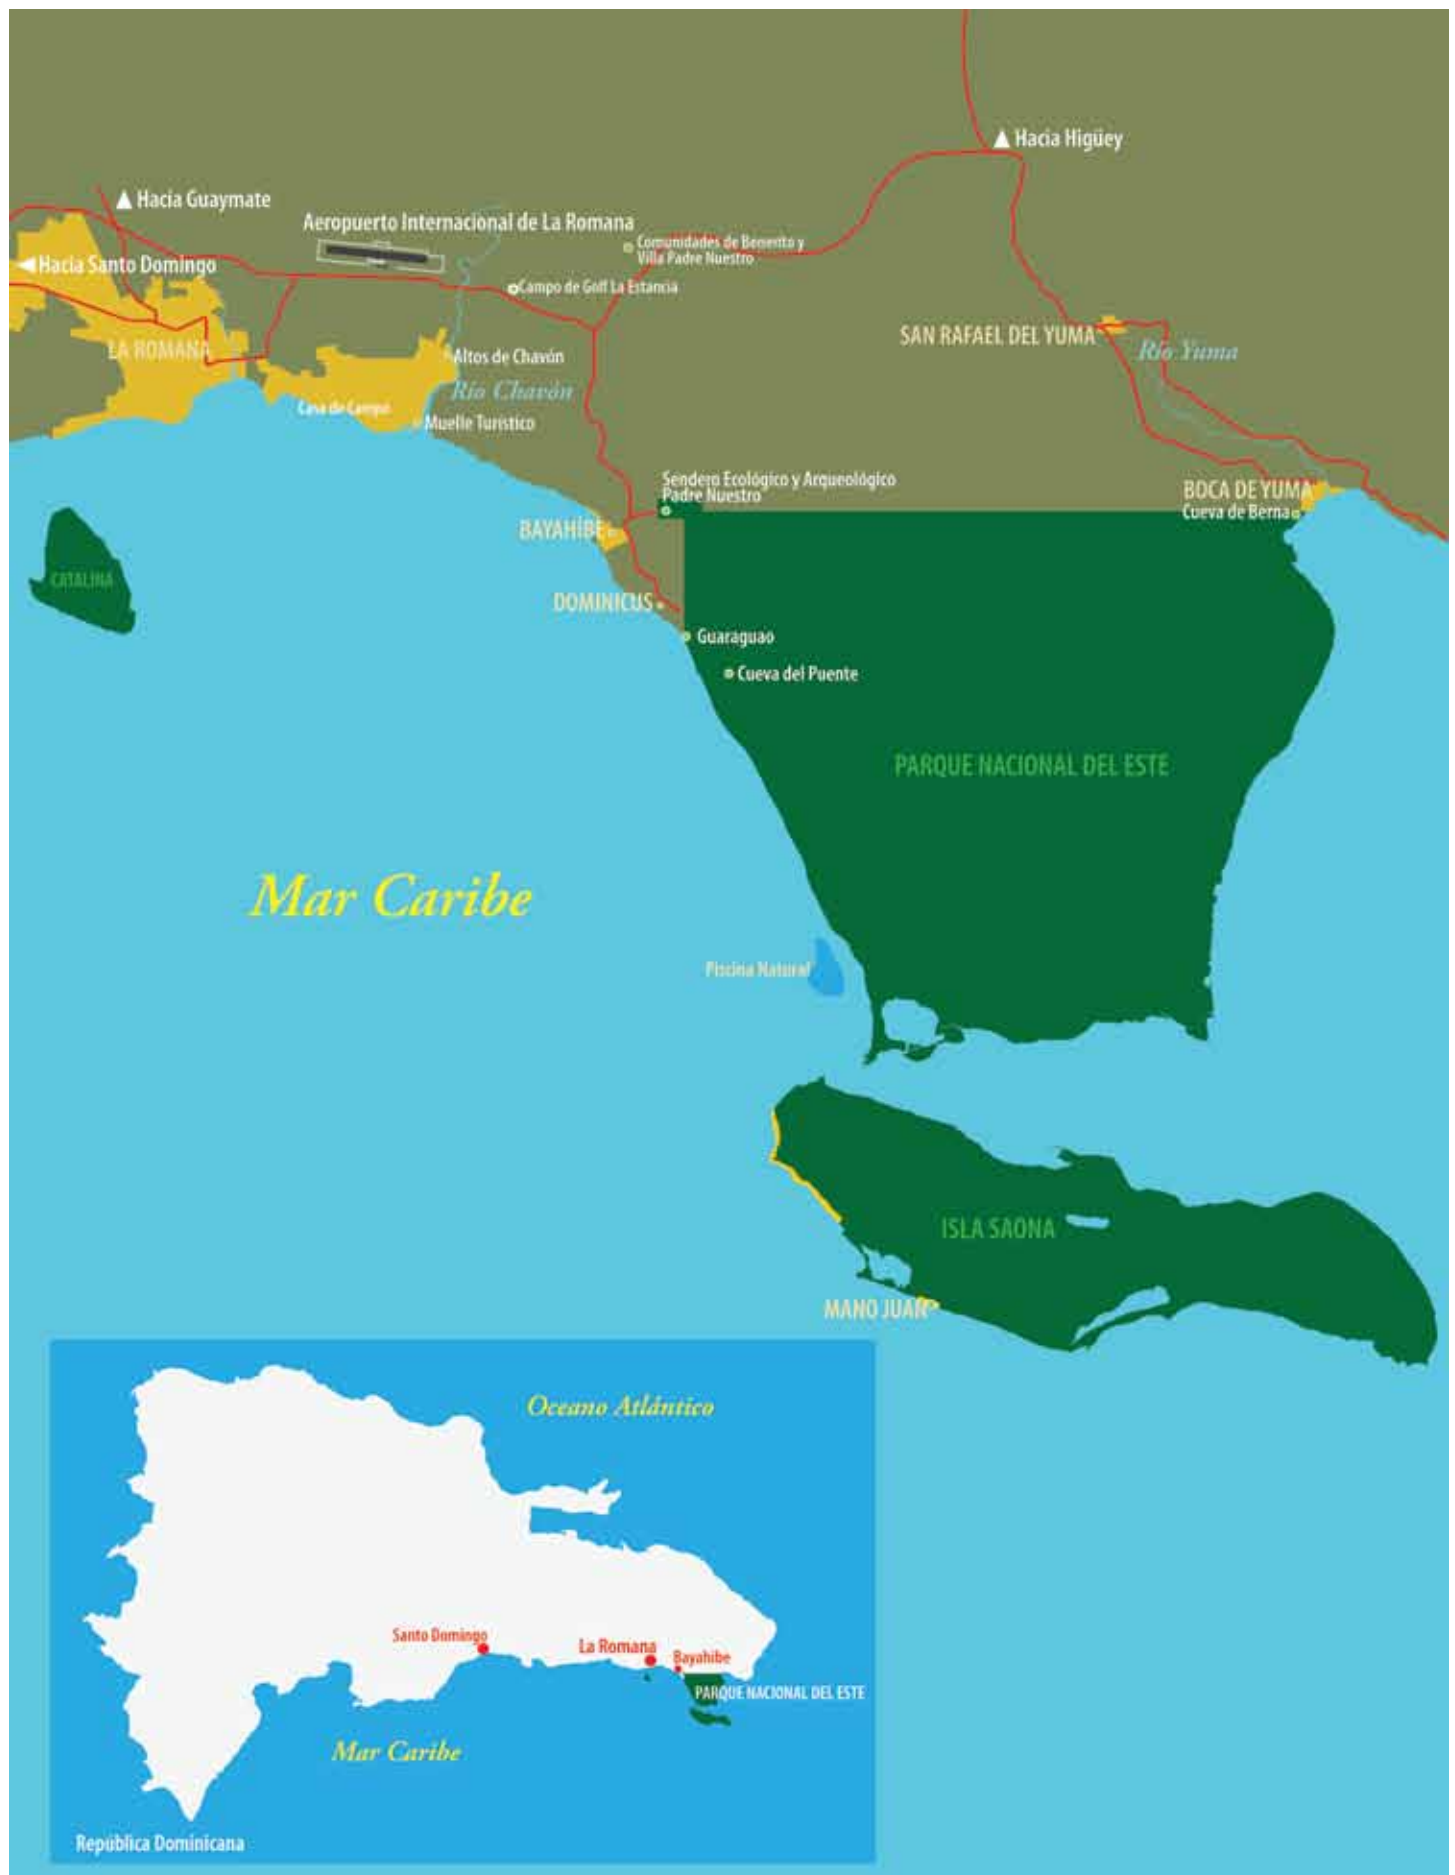 Hacia Higüey
Hacia Guaymate
Aeropuerto Internacional de La Romana
Comunidades de Benerito y
Villa Padre Nuestro
Hacia Santo Domingo
Campo de Golf La Estancia
SAN RAFAEL DEL YUMA
Río Yuma
LA ROMANA
Altos de Chavón
Río Chavón
Casa de Campo
Muelle Turístico
Sendero Ecológico y Arqueológico
Padre Nuestro
BOCA DE YUMA
Cueva de Berna
BAYAHÍBE
CATALINA
DOMINICUS
Guaraguao
Cueva del Puente
PARQUE NACIONAL DEL ESTE
Mar Caribe
Piscina Natural
ISLA SAONA
MANO JUAN
Oceano Atlántico
Santo Domingo
La Romana
Bayahibe
PARQUE NACIONAL DEL ESTE
Mar Caribe
República Dominicana